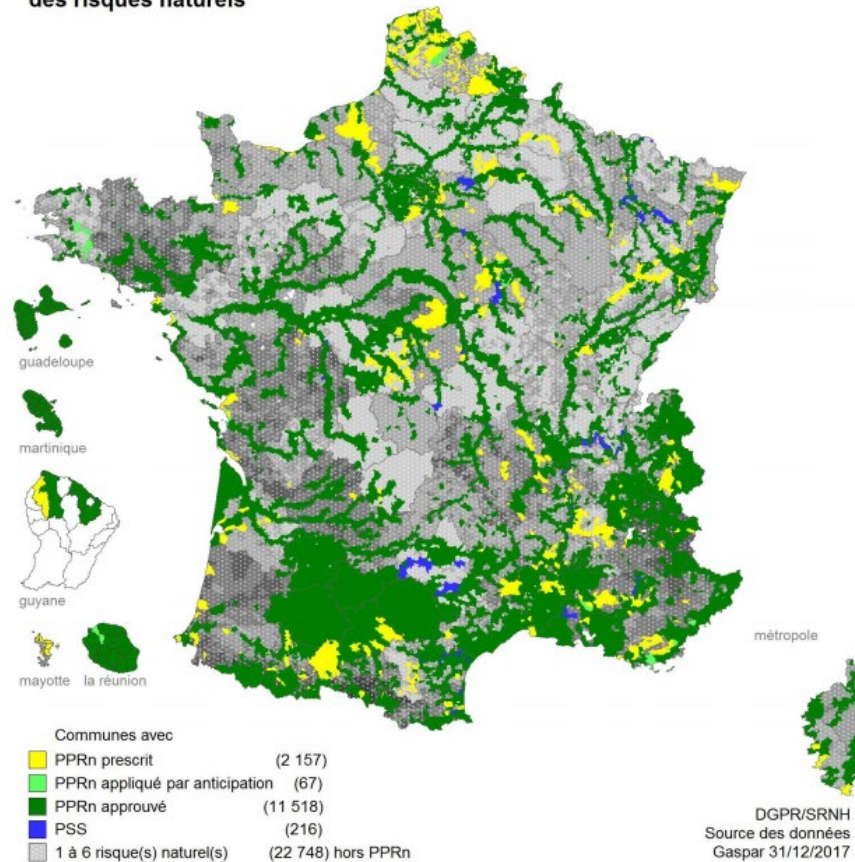 des risques naturels
guadeloupe
martinique
guyane
mayotte la réunion
métropole
Communes avec
PPRn prescrit (2 157)
PPRn appliqué par anticipation (67)
PPRn approuvé (11 518)
PSS (216)
1 à 6 risque(s) naturel(s) (22 748) hors PPRn
DGPR/SRNH
Source des données
Gaspar 31/12/2017